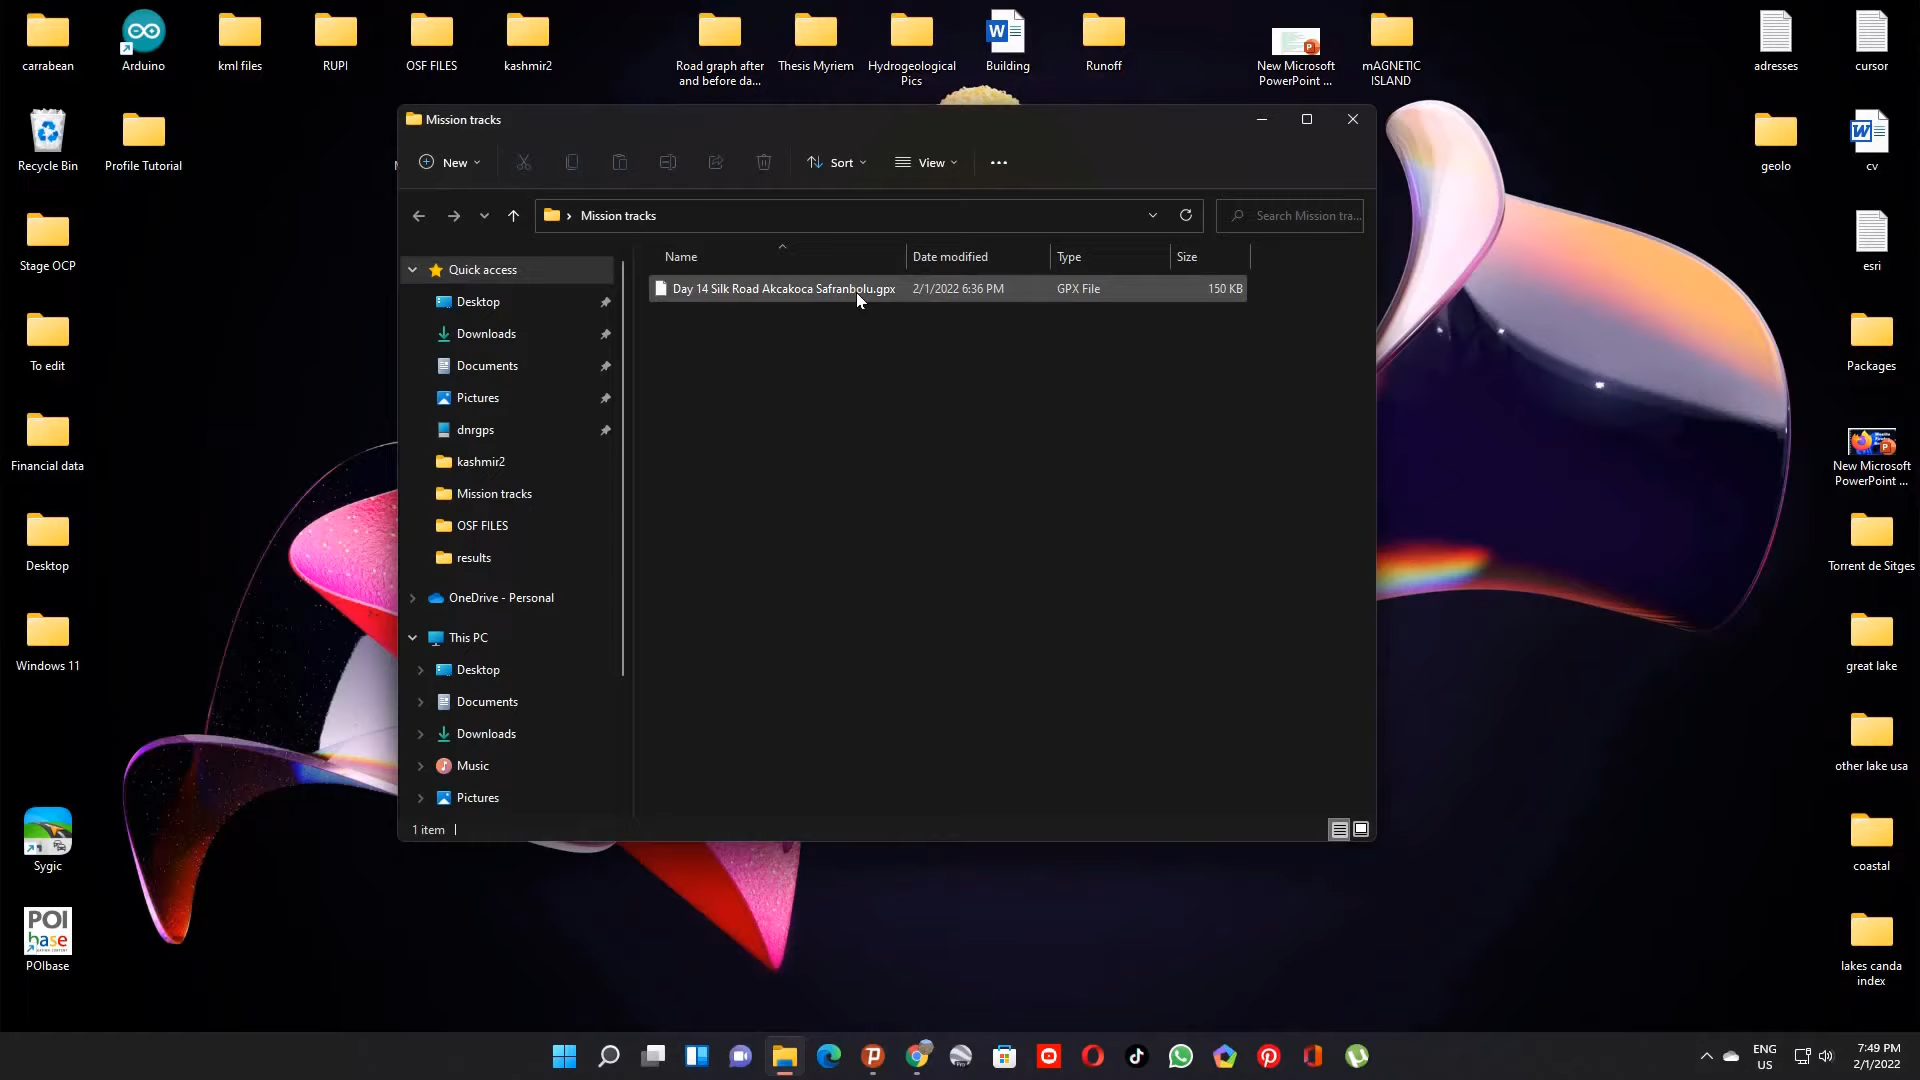 carrabean
Arduino
kml files
RUPI
OSF FILES
kashmir2
Road graph after
and before da...
Thesis Myriem
Hydrogeological
Pics
Building
Runoff
New Microsoft
PowerPoint ...
mAGNETIC
ISLAND
adresses
cursor
Recycle Bin
Profile Tutorial
geolo
cv
Stage OCP
esri
To edit
Packages
Financial data
New Microsoft
PowerPoint ...
Desktop
Torrent de Sitges
Windows 11
great lake
other lake usa
Sygic
coastal
POI
base
POIbase
lakes canda
index
Mission tracks
New
Sort
View
Mission tracks
Search Mission tra...
Name
Date modified
Type
Size
Day 14 Silk Road Akcakoca Safranbolu.gpx
2/1/2022 6:36 PM
GPX File
150 KB
Quick access
Desktop
Downloads
Documents
Pictures
dnrgps
kashmir2
Mission tracks
OSF FILES
results
OneDrive - Personal
This PC
Desktop
Documents
Downloads
Music
Pictures
1 item
ENG
US
7:49 PM
2/1/2022